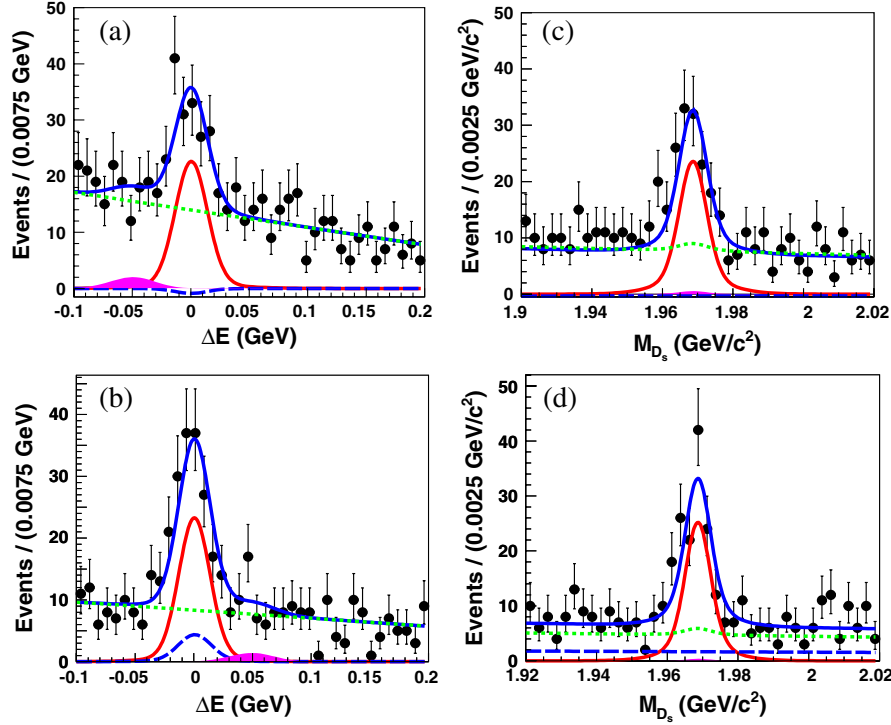 (a)
Events / (0.0075 GeV)
50
40
30
20
10
0
-0.1 -0.05 0 0.05 0.1 0.15 0.2
ΔE (GeV)
(c)
Events / (0.0025 GeV/c²)
50
40
30
20
10
0
1.9 1.94 1.96 1.98 2 2.02
M_Ds (GeV/c²)
(b)
Events / (0.0075 GeV)
40
30
20
10
0
-0.1 -0.05 0 0.05 0.1 0.15 0.2
ΔE (GeV)
(d)
Events / (0.0025 GeV/c²)
50
40
30
20
10
0
1.92 1.94 1.96 1.98 2 2.02
M_Ds (GeV/c²)